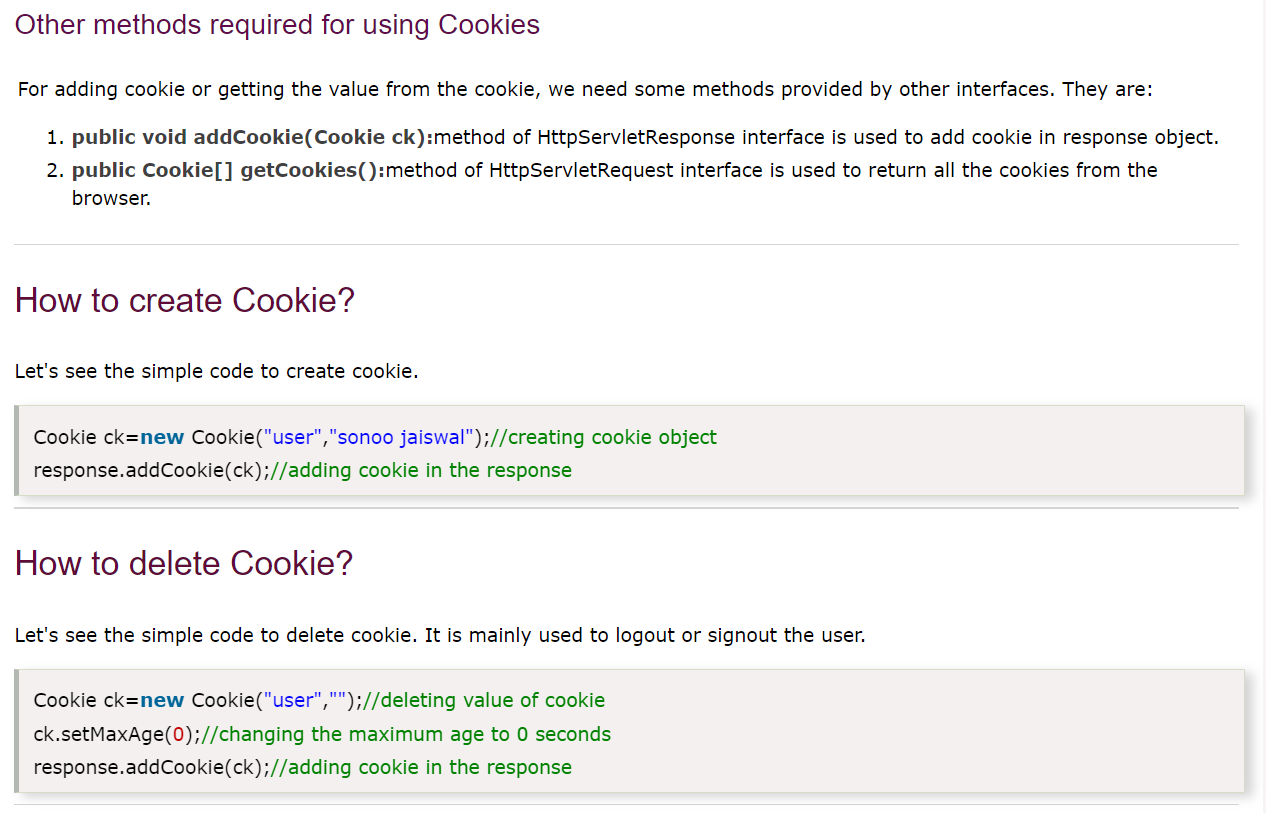 Other methods required for using Cookies
For adding cookie or getting the value from the cookie, we need some methods provided by other interfaces. They are:
1. public void addCookie(Cookie ck):method of HttpServletResponse interface is used to add cookie in response object.
2. public Cookie[] getCookies():method of HttpServletRequest interface is used to return all the cookies from the
browser.
How to create Cookie?
Let's see the simple code to create cookie.
Cookie ck=new Cookie("user","sonoo jaiswal");//creating cookie object
response.addCookie(ck);//adding cookie in the response
How to delete Cookie?
Let's see the simple code to delete cookie. It is mainly used to logout or signout the user.
Cookie ck=new Cookie("user","");//deleting value of cookie
ck.setMaxAge(0);//changing the maximum age to 0 seconds
response.addCookie(ck);//adding cookie in the response